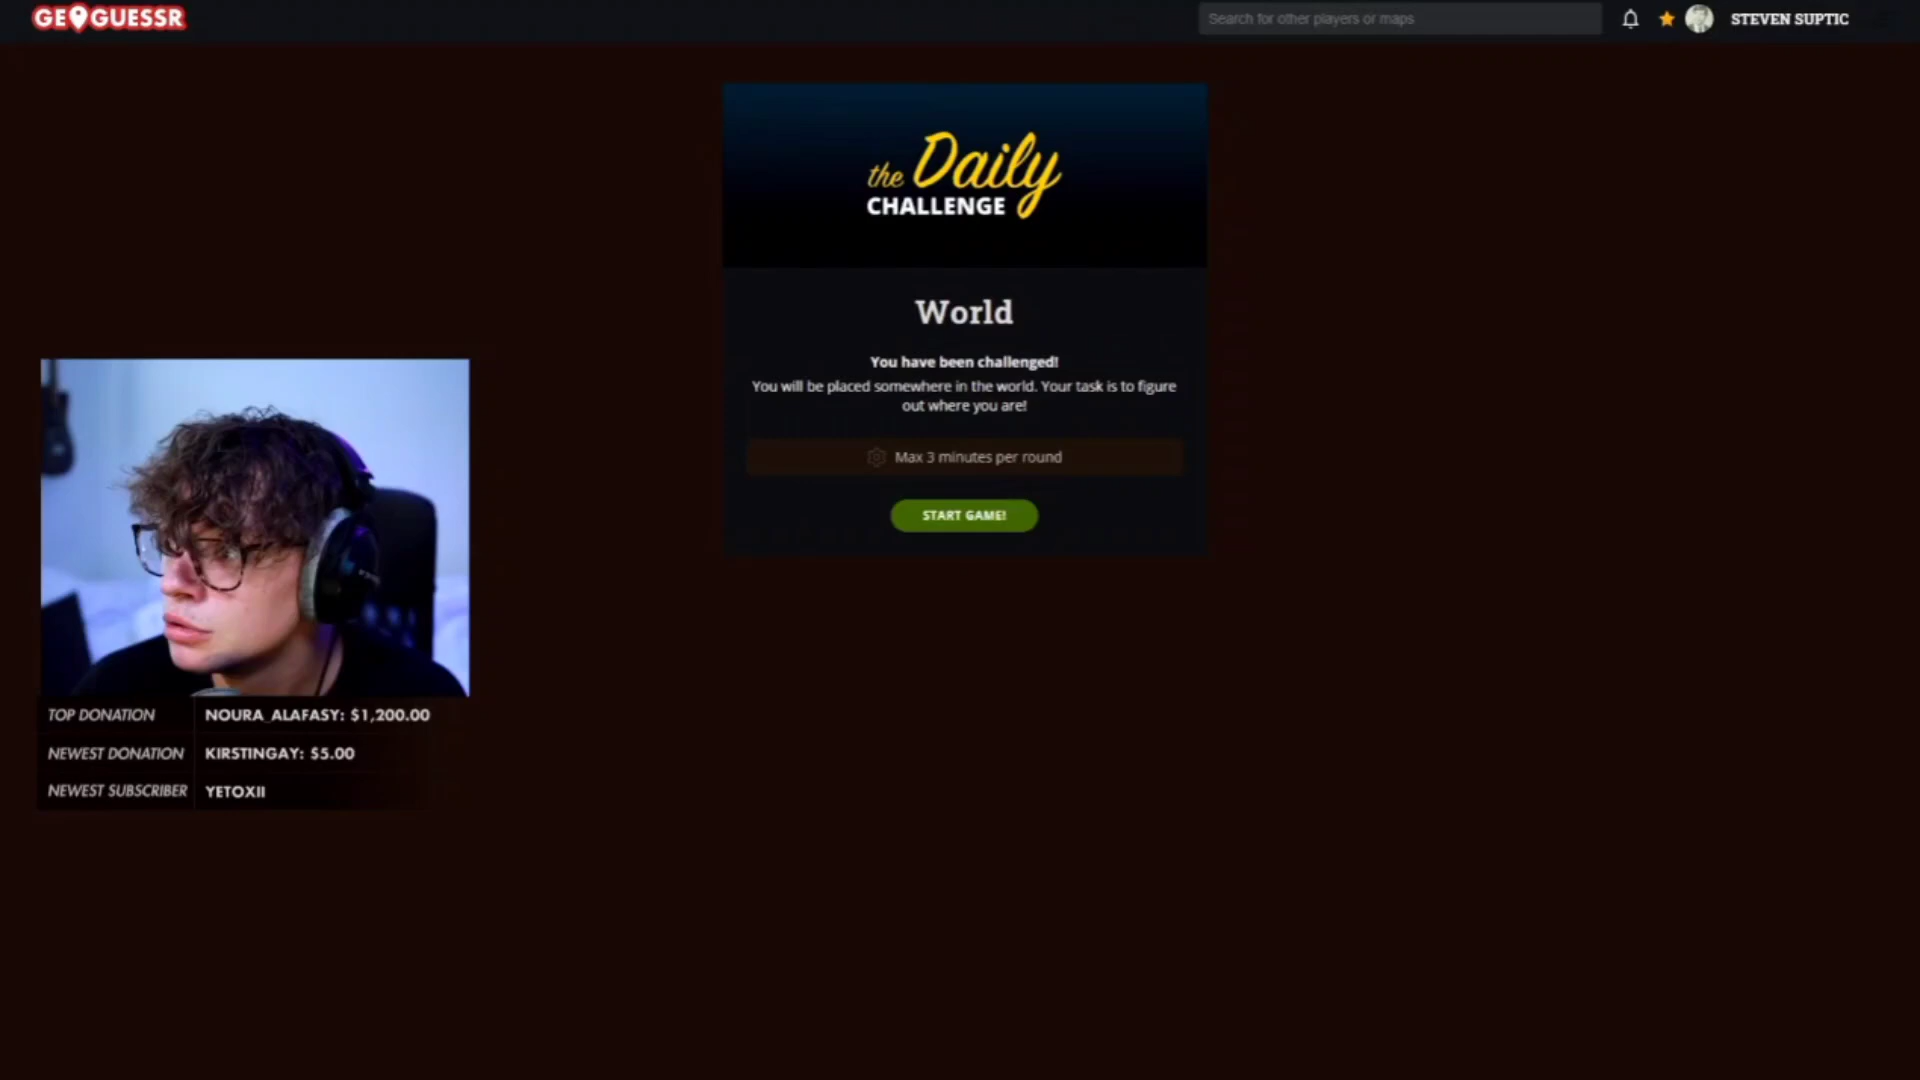 GEOGUESSR
Search for other players or maps
STEVEN SUPTIC
the Daily
CHALLENGE
World
You have been challenged!
You will be placed somewhere in the world. Your task is to figure
out where you are!
Max 3 minutes per round
START GAME!
TOP DONATION NOURA_ALAFASY: $1,200.00
NEWEST DONATION KIRSTINGAY: $5.00
NEWEST SUBSCRIBER YETOXII